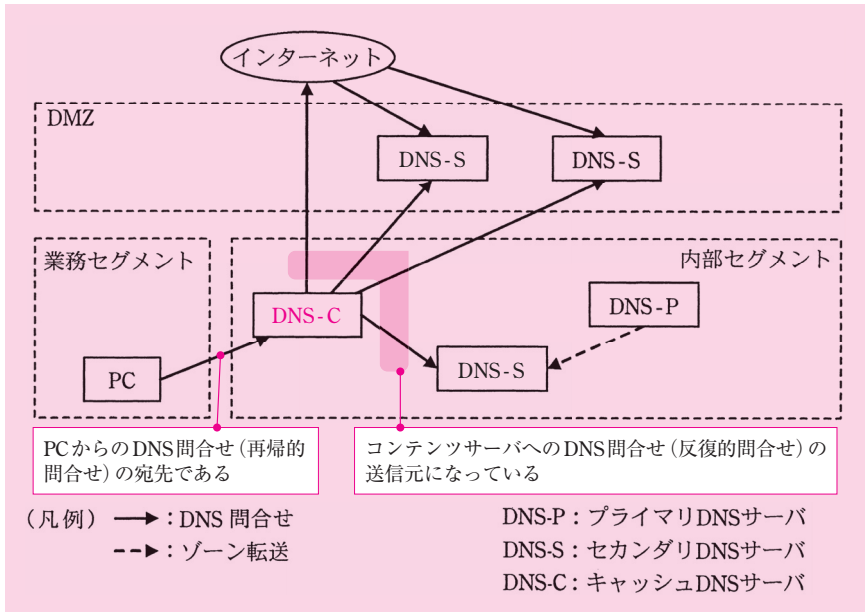 インターネット
DMZ
DNS-S
DNS-S
業務セグメント
内部セグメント
DNS-C
DNS-P
PC
DNS-S
PCからのDNS問合せ(再帰的
問合せ)の宛先である
コンテンツサーバへのDNS問合せ(反復的問合せ)の
送信元になっている
(凡例)
:DNS 問合せ
:ゾーン転送
DNS-P:プライマリDNSサーバ
DNS-S:セカンダリDNSサーバ
DNS-C:キャッシュDNSサーバ